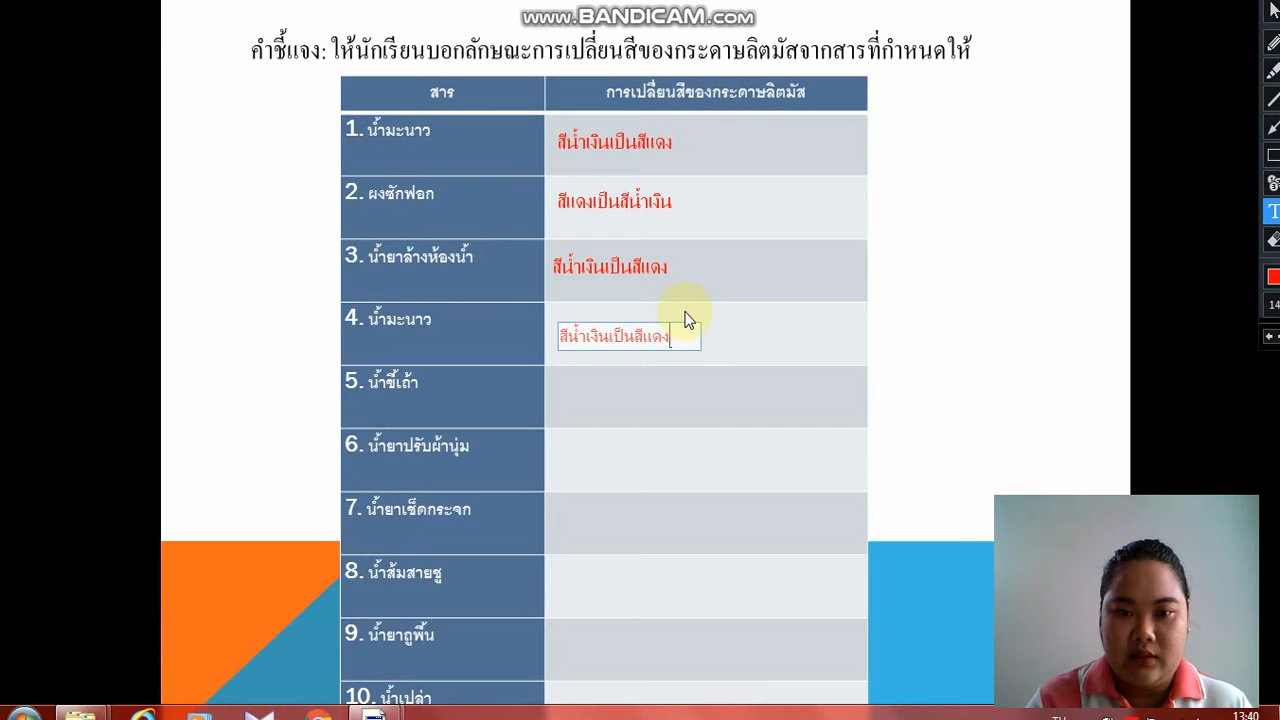 www.BANDICAM.com
คำชี้แจง: ให้นักเรียนบอกลักษณะการเปลี่ยนสีของกระดาษลิตมัสจากสารที่กำหนดให้
สาร การเปลี่ยนสีของกระดาษลิตมัส
1. น้ำมะนาว สีน้ำเงินเป็นสีแดง
2. ผงซักฟอก สีแดงเป็นสีน้ำเงิน
3. น้ำยาล้างห้องน้ำ สีน้ำเงินเป็นสีแดง
4. น้ำมะนาว สีน้ำเงินเป็นสีแดง
5. น้ำขี้เถ้า
6. น้ำยาปรับผ้านุ่ม
7. น้ำยาเช็ดกระจก
8. น้ำส้มสายชู
9. น้ำยาถูพื้น
10. น้ำเปล่า
13:40